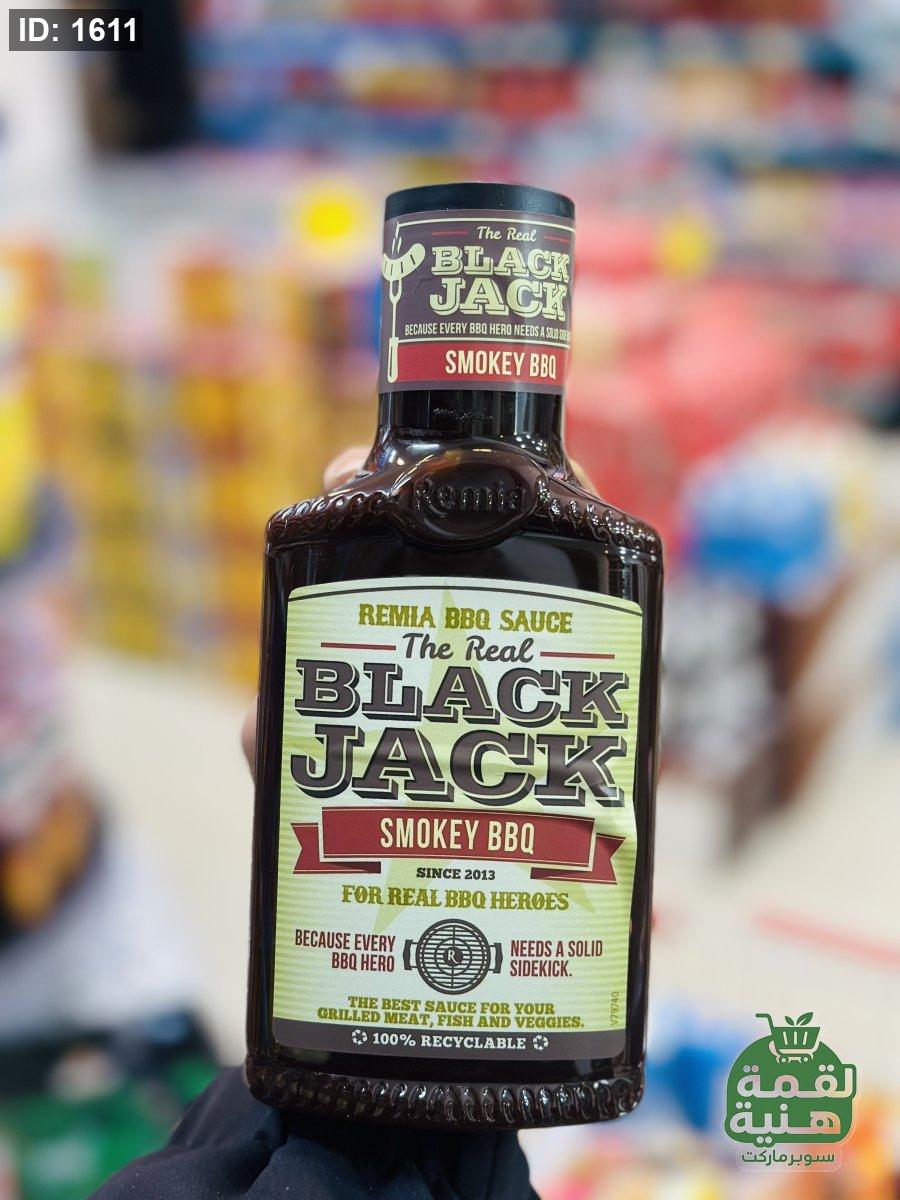 ID: 1611
The Real
BLACK
JACK
BECAUSE EVERY BBQ HERO NEEDS A SOLID
SMOKEY BBQ
Remia
REMIA BBQ SAUCE
The Real
BLACK
JACK
SMOKEY BBQ
SINCE 2013
FOR REAL BBQ HEROES
BECAUSE EVERY
BBQ HERO
R
NEEDS A SOLID
SIDEKICK.
THE BEST SAUCE FOR YOUR
GRILLED MEAT, FISH AND VEGGIES.
100% RECYCLABLE
V79740
لقمة
هنية
سوبرماركت